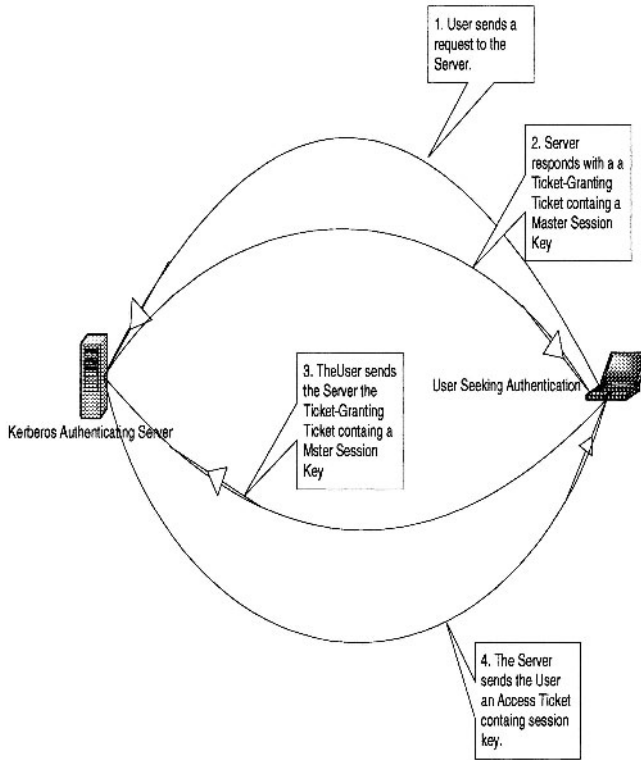 1. User sends a
request to the
Server.
2. Server
responds with a a
Ticket-Granting
Ticket containg a
Master Session
Key
3. TheUser sends
the Server the
Ticket-Granting
Ticket containg a
Mster Session
Key
User Seeking Authentication
Kerberos Authenticating Server
4. The Server
sends the User
an Access Ticket
containg session
key.